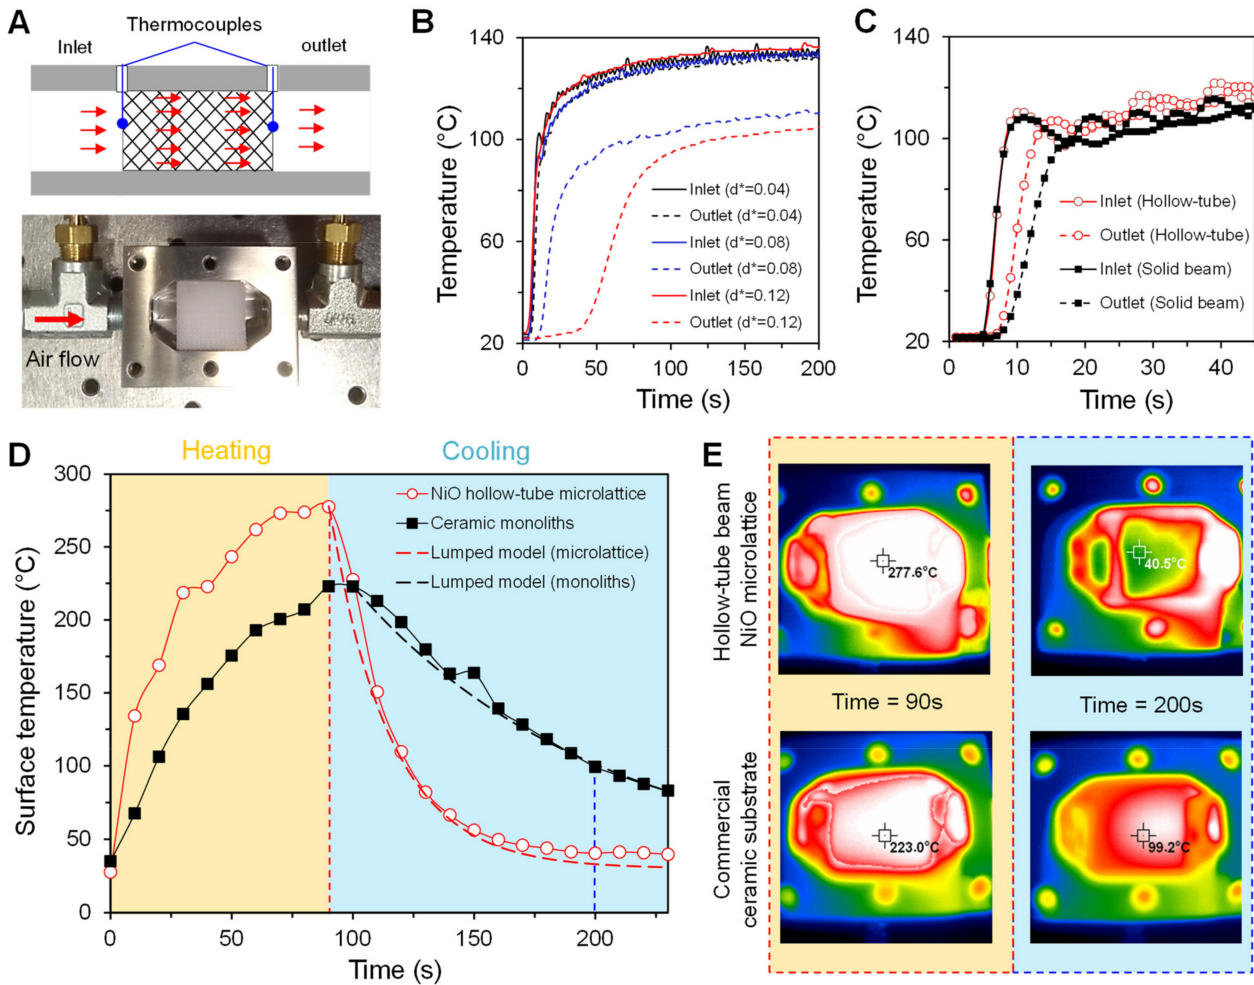 A
Thermocouples
Inlet
outlet
Air flow
B
Temperature (°C)
140
100
60
20
0
50
100
150
200
Time (s)
Inlet (d*=0.04)
Outlet (d*=0.04)
Inlet (d*=0.08)
Outlet (d*=0.08)
Inlet (d*=0.12)
Outlet (d*=0.12)
C
Temperature (°C)
140
100
60
20
0
10
20
30
40
Time (s)
Inlet (Hollow-tube)
Outlet (Hollow-tube)
Inlet (Solid beam)
Outlet (Solid beam)
D
Heating
Cooling
Surface temperature (°C)
300
250
200
150
100
50
0
0
50
100
150
200
Time (s)
NiO hollow-tube microlattice
Ceramic monoliths
Lumped model (microlattice)
Lumped model (monoliths)
E
Hollow-tube beam
NiO microlattice
277.6°C
40.5°C
Time = 90s
Time = 200s
Commercial
ceramic substrate
223.0°C
99.2°C